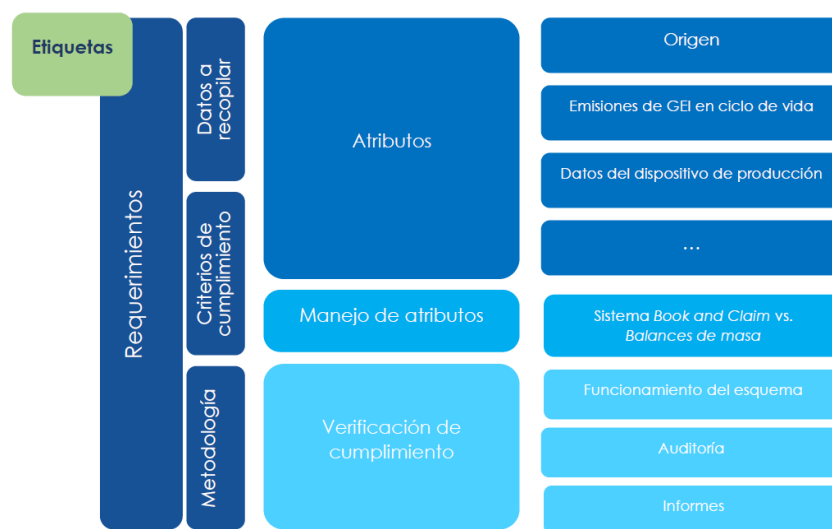 Etiquetas
Requerimientos
Datos a
recopilar
Criterios de
cumplimiento
Metodología
Atributos
Manejo de atributos
Verificación de
cumplimiento
Origen
Emisiones de GEI en ciclo de vida
Datos del dispositivo de producción
...
Sistema Book and Claim vs.
Balances de masa
Funcionamiento del esquema
Auditoría
Informes